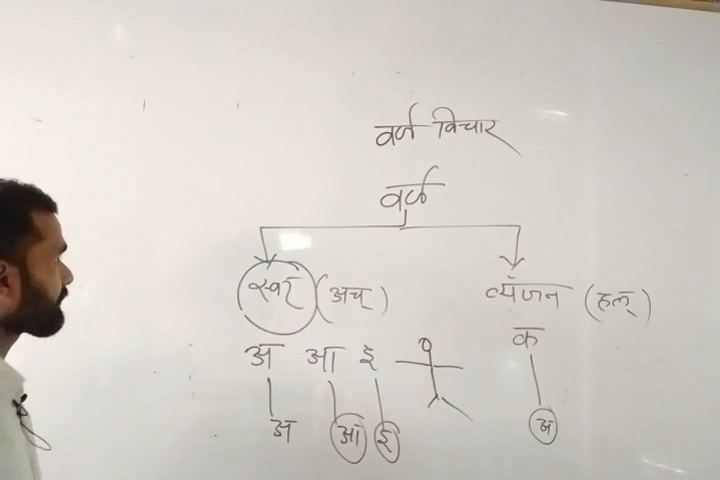 वर्ण विचार
वर्ण
स्वर (अच्) व्यंजन (हल्)
क
अ आ इ
अ आ इ अ